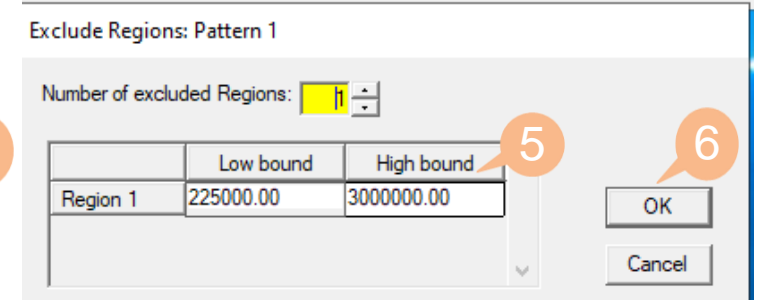 Exclude Regions: Pattern 1
Number of excluded Regions: 1
Low bound High bound 5 6
Region 1 225000.00 3000000.00 OK
Cancel